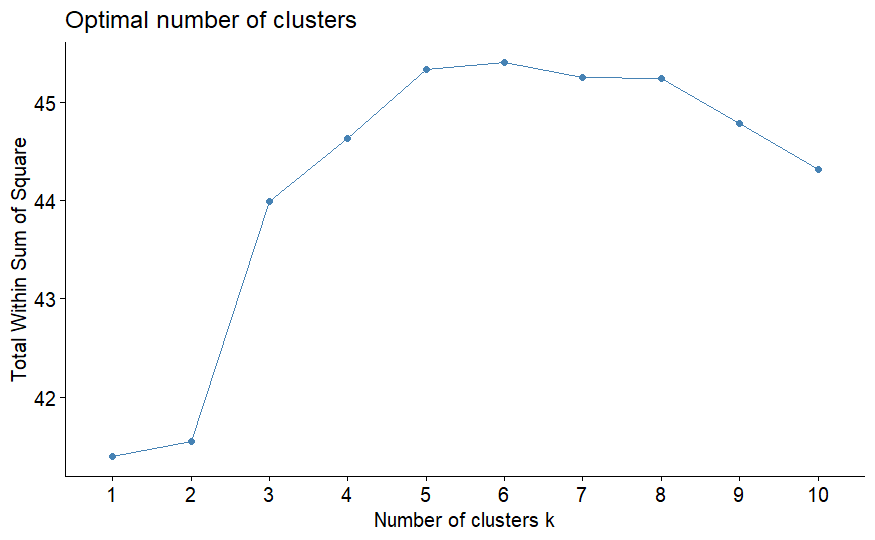 Optimal number of clusters
Total Within Sum of Square
45
44
43
42
1 2 3 4 5 6 7 8 9 10
Number of clusters k